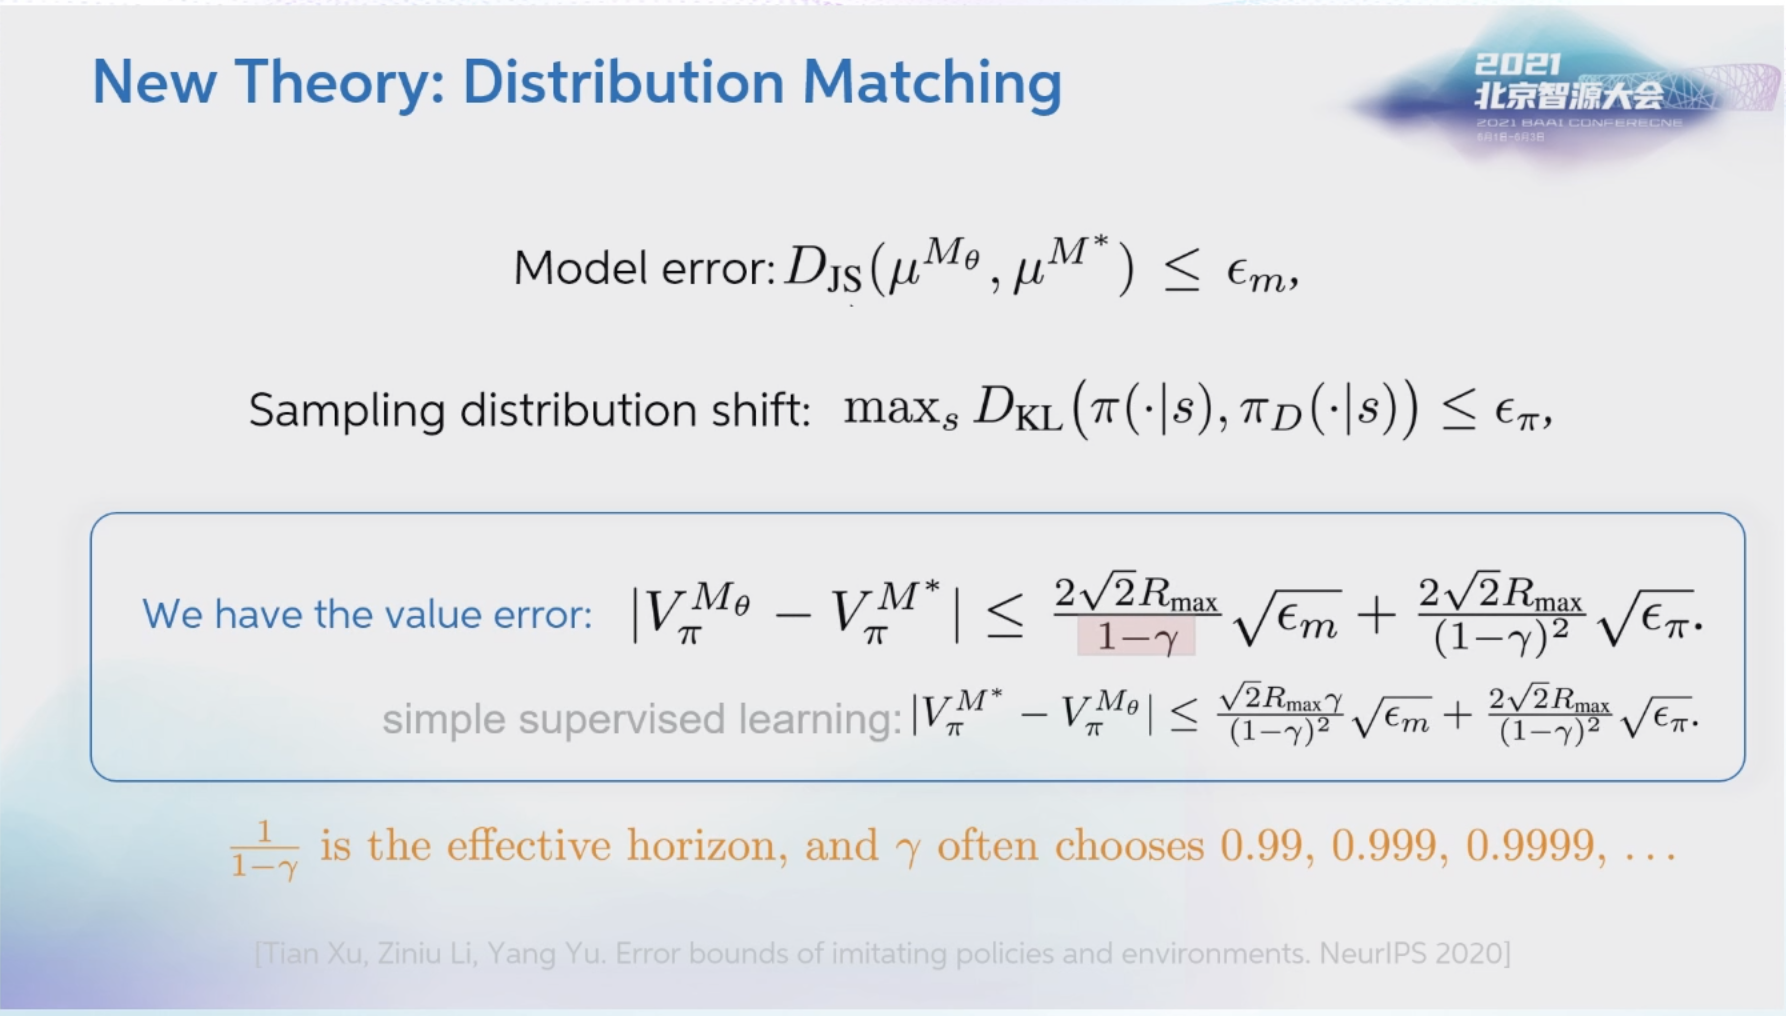 New Theory: Distribution Matching
2021
北京智源大会
2021 BAAI CONFERECNE
6月1日-6月3日
Model error: $D_{\text{JS}}(\mu^{M_\theta}, \mu^{M^*}) \leq \epsilon_m$,
Sampling distribution shift: $\max_s D_{\text{KL}}(\pi(\cdot|s), \pi_D(\cdot|s)) \leq \epsilon_\pi$,
We have the value error: $|V_\pi^{M_\theta} - V_\pi^{M^*}| \leq \frac{2\sqrt{2}R_{\max}}{1-\gamma}\sqrt{\epsilon_m} + \frac{2\sqrt{2}R_{\max}}{(1-\gamma)^2}\sqrt{\epsilon_\pi}.$
simple supervised learning: $|V_\pi^{M^*} - V_\pi^{M_\theta}| \leq \frac{\sqrt{2}R_{\max}\gamma}{(1-\gamma)^2}\sqrt{\epsilon_m} + \frac{2\sqrt{2}R_{\max}}{(1-\gamma)^2}\sqrt{\epsilon_\pi}.$
$\frac{1}{1-\gamma}$ is the effective horizon, and $\gamma$ often chooses 0.99, 0.999, 0.9999, ...
[Tian Xu, Ziniu Li, Yang Yu. Error bounds of imitating policies and environments. NeurIPS 2020]